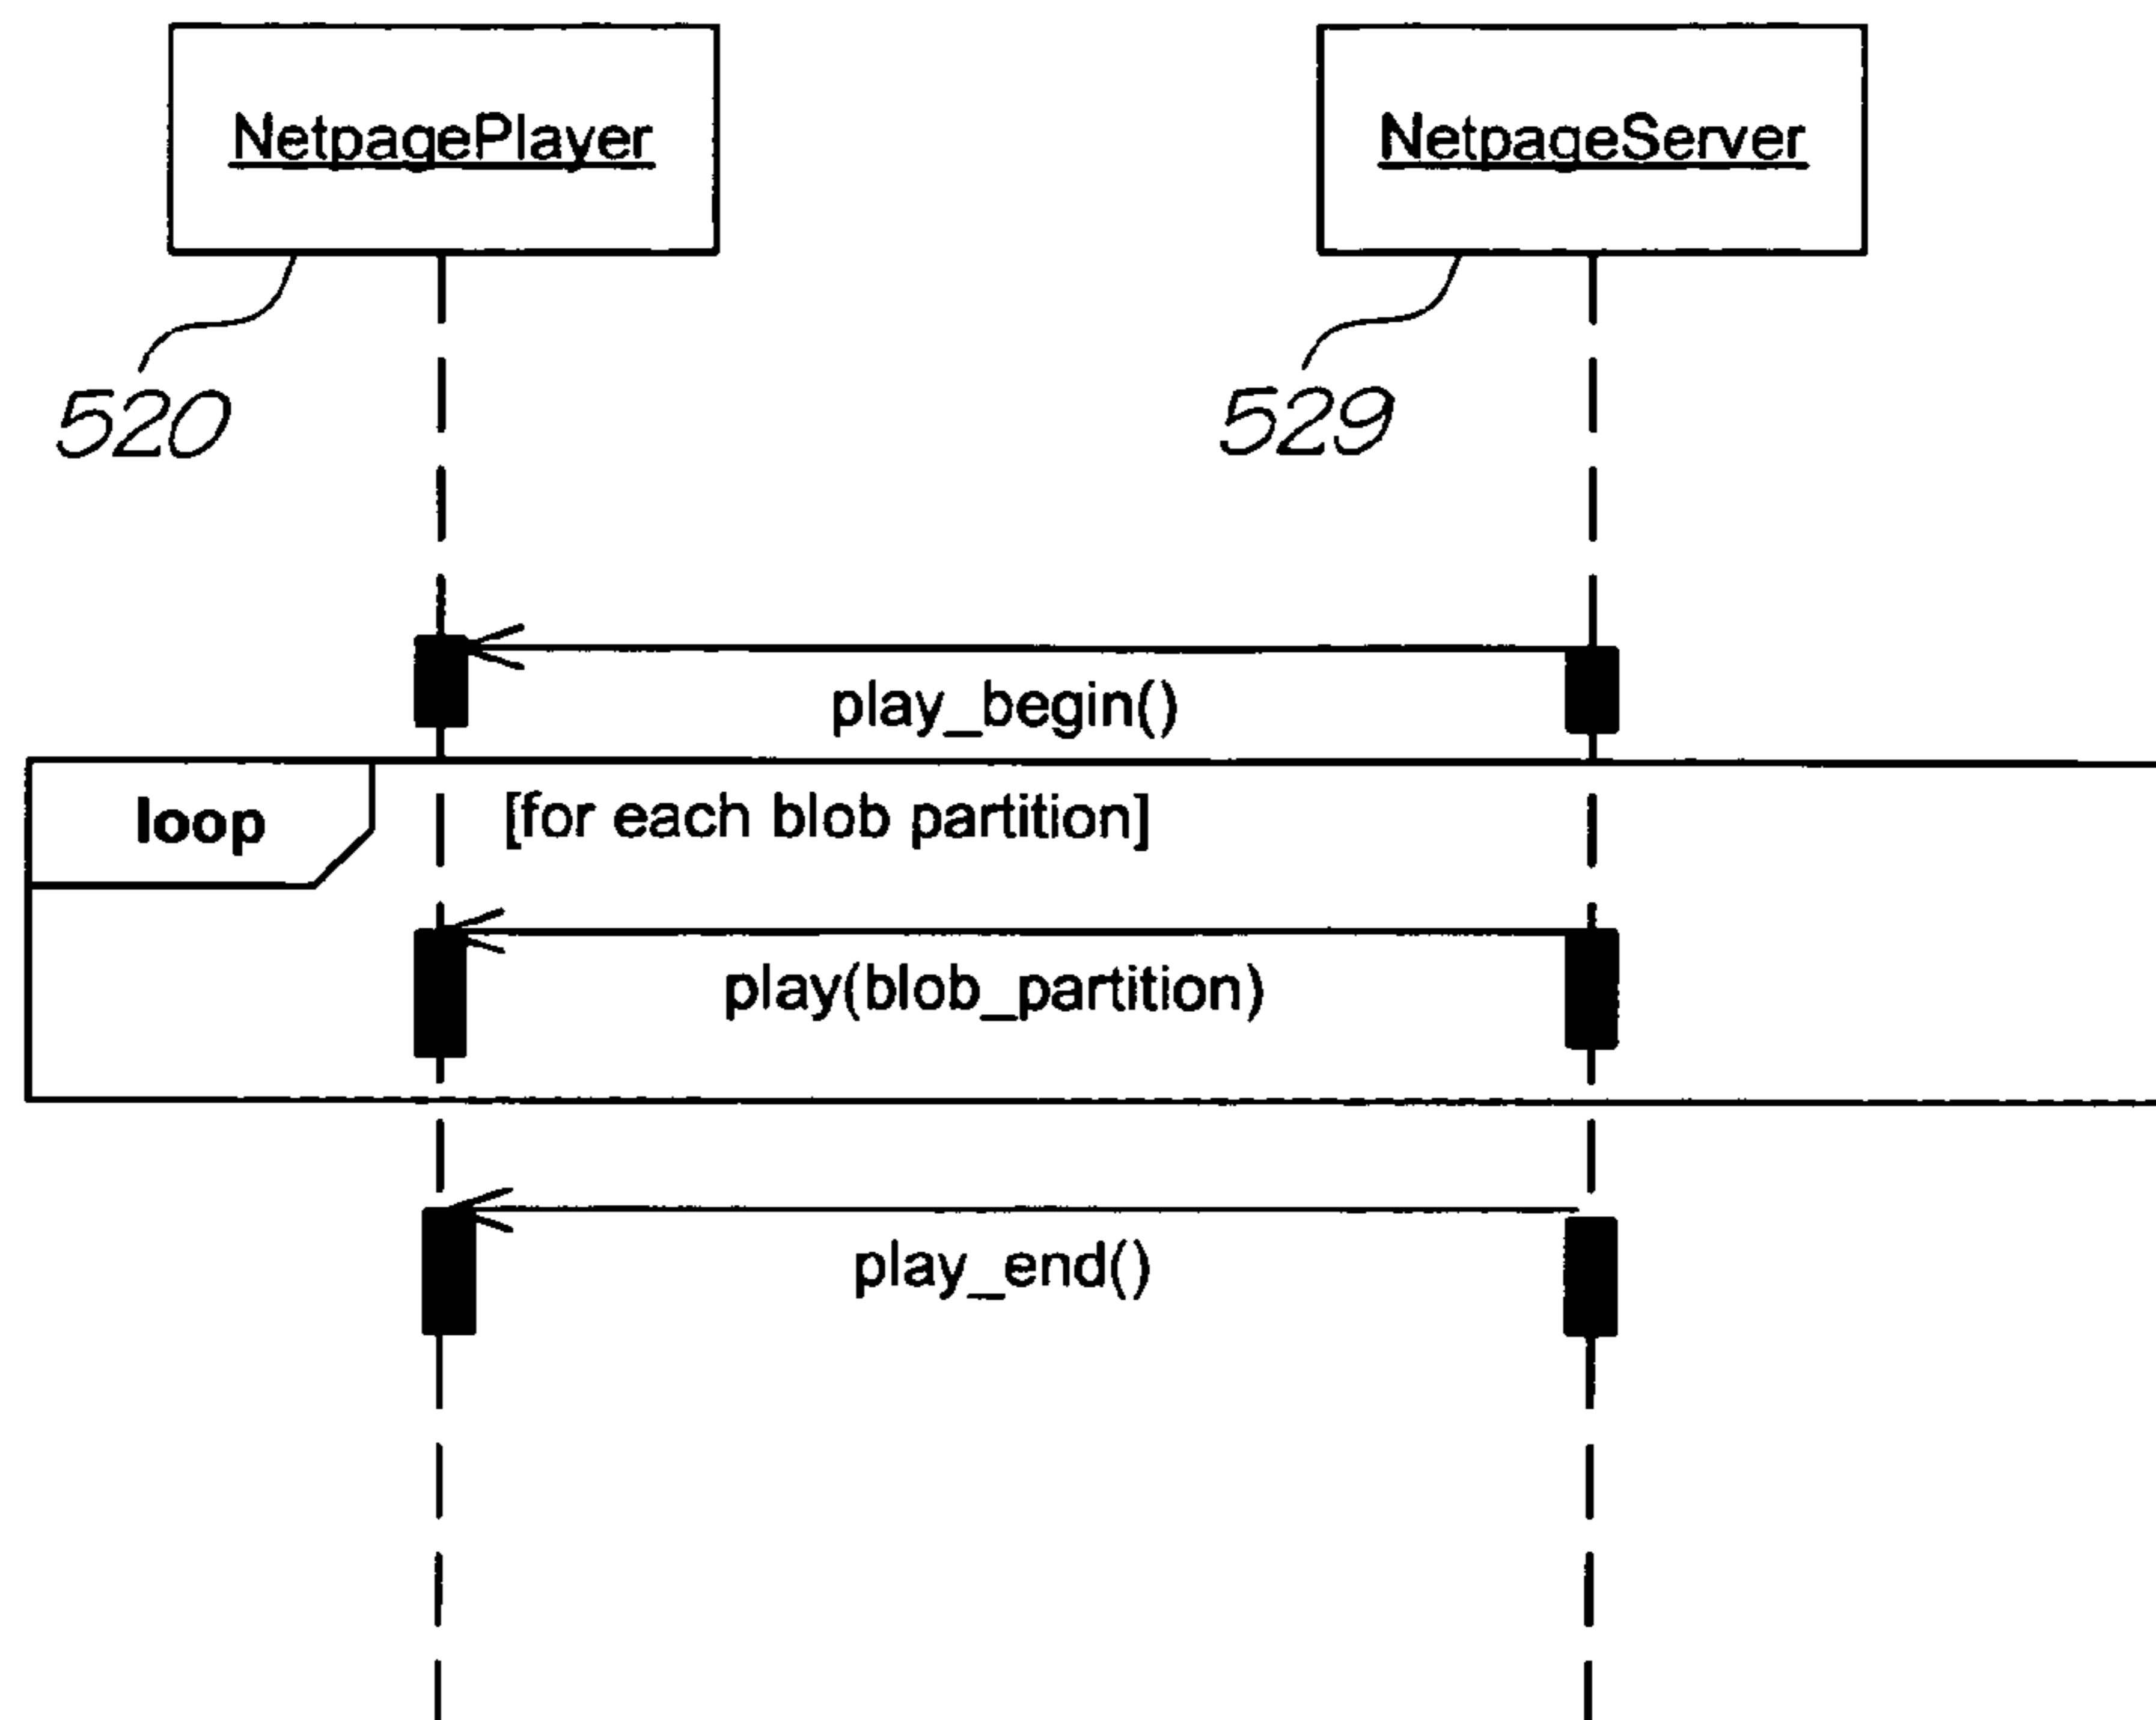 NetpagePlayer
NetpageServer
520
529
play_begin()
loop
[for each blob partition]
play(blob_partition)
play_end()